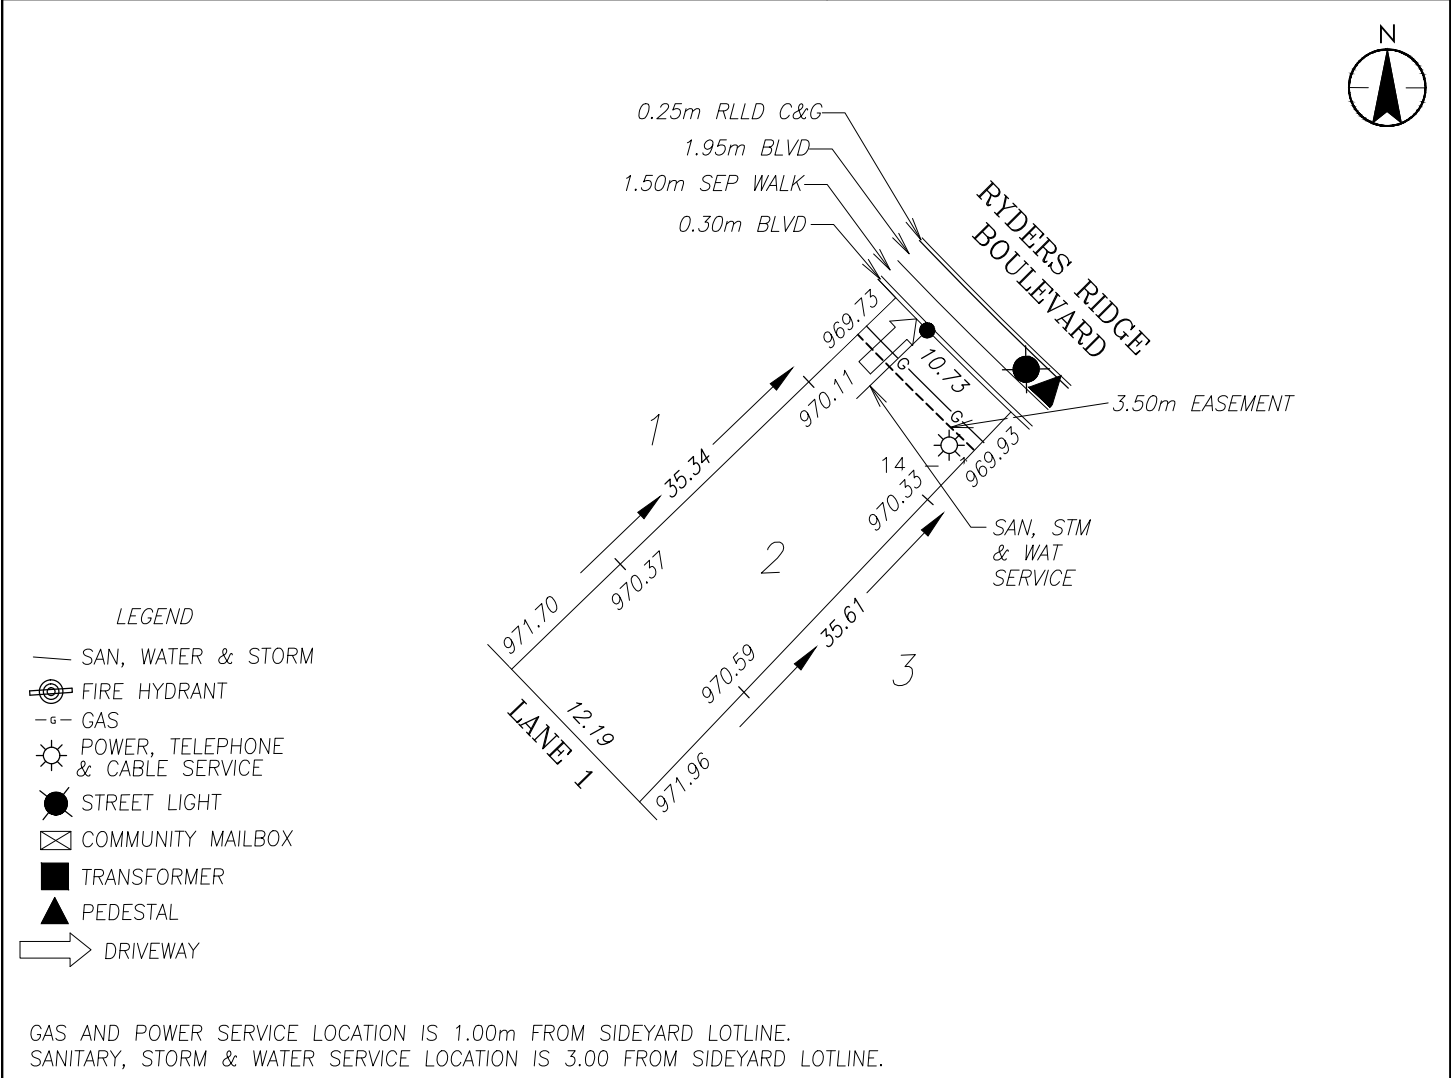 N
0.25m RLLD C&G
1.95m BLVD
1.50m SEP WALK
0.30m BLVD
RYDERS RIDGE
BOULEVARD
969.73
10.73
970.11
G
G
3.50m EASEMENT
1
35.34
14
969.93
970.33
SAN, STM
& WAT
SERVICE
2
970.37
971.70
35.61
3
970.59
12.19
LANE 1
971.96
LEGEND
SAN, WATER & STORM
FIRE HYDRANT
G GAS
POWER, TELEPHONE
& CABLE SERVICE
STREET LIGHT
COMMUNITY MAILBOX
TRANSFORMER
PEDESTAL
DRIVEWAY
GAS AND POWER SERVICE LOCATION IS 1.00m FROM SIDEYARD LOTLINE.
SANITARY, STORM & WATER SERVICE LOCATION IS 3.00 FROM SIDEYARD LOTLINE.